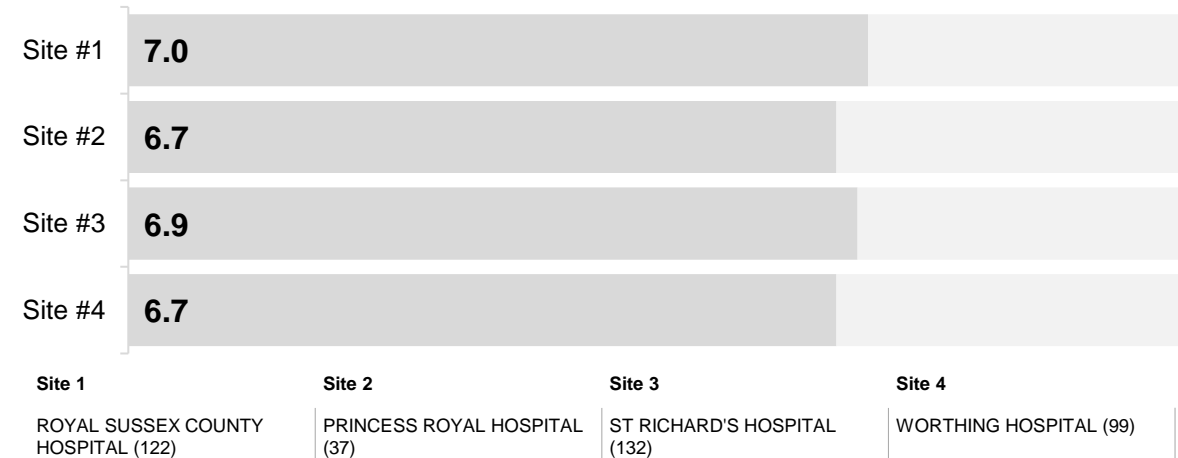 Site #1 7.0
Site #2 6.7
Site #3 6.9
Site #4 6.7
Site 1 Site 2 Site 3 Site 4
ROYAL SUSSEX COUNTY
HOSPITAL (122)
PRINCESS ROYAL HOSPITAL
(37)
ST RICHARD'S HOSPITAL
(132)
WORTHING HOSPITAL (99)